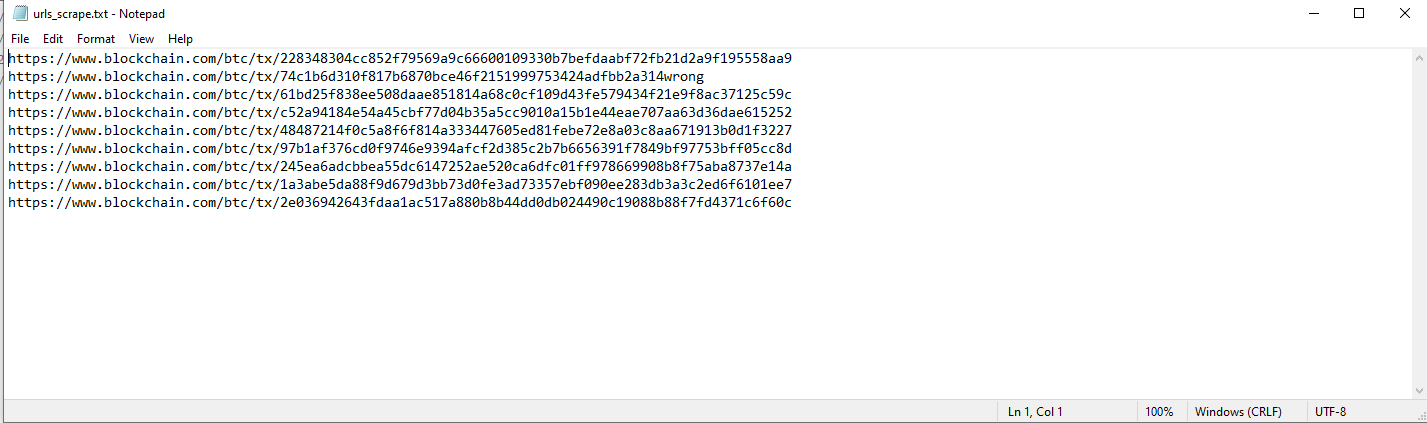 urls_scrape.txt - Notepad
File Edit Format View Help
https://www.blockchain.com/btc/tx/228348304cc852f79569a9c66600109330b7befdaabf72fb21d2a9f195558aa9
https://www.blockchain.com/btc/tx/74c1b6d310f817b6870bce46f2151999753424adfbb2a314wrong
https://www.blockchain.com/btc/tx/61bd25f838ee508daae851814a68c0cf109d43fe579434f21e9f8ac37125c59c
https://www.blockchain.com/btc/tx/c52a94184e54a45cbf77d04b35a5cc9010a15b1e44eae707aa63d36dae615252
https://www.blockchain.com/btc/tx/48487214f0c5a8f6f814a333447605ed81febe72e8a03c8aa671913b0d1f3227
https://www.blockchain.com/btc/tx/97b1af376cd0f9746e9394afcf2d385c2b7b6656391f7849bf97753bff05cc8d
https://www.blockchain.com/btc/tx/245ea6adcbbea55dc6147252ae520ca6dfc01ff978669908b8f75aba8737e14a
https://www.blockchain.com/btc/tx/1a3abe5da88f9d679d3bb73d0fe3ad73357ebf090ee283db3a3c2ed6f6101ee7
https://www.blockchain.com/btc/tx/2e036942643fdaa1ac517a880b8b44dd0db024490c19088b88f7fd4371c6f60c
Ln 1, Col 1 100% Windows (CRLF) UTF-8